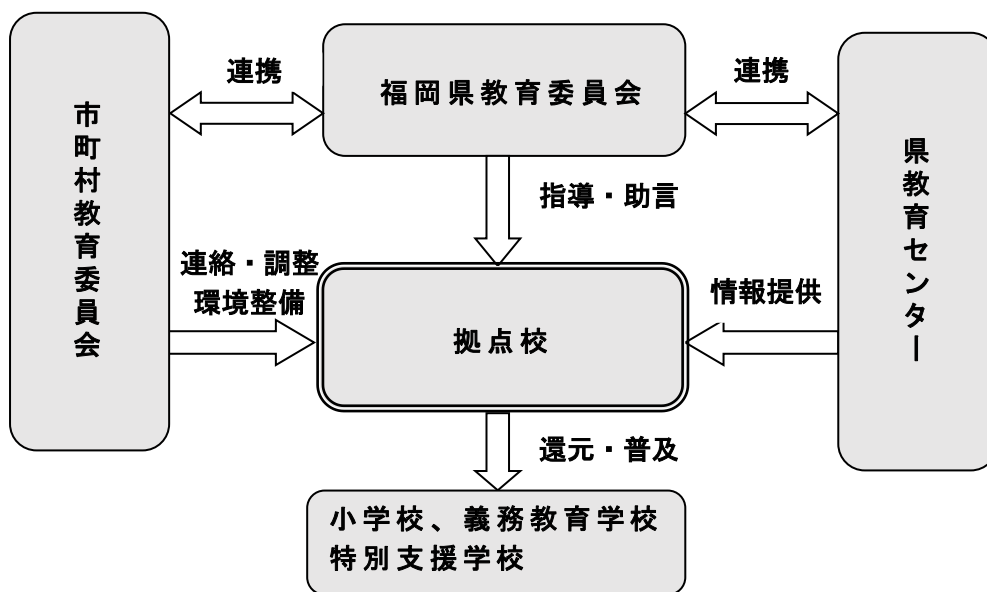 連携
福岡県教育委員会
連携
市町村教育委員会
県教育センター
指導・助言
連絡・調整
環境整備
情報提供
拠点校
還元・普及
小学校、義務教育学校
特別支援学校